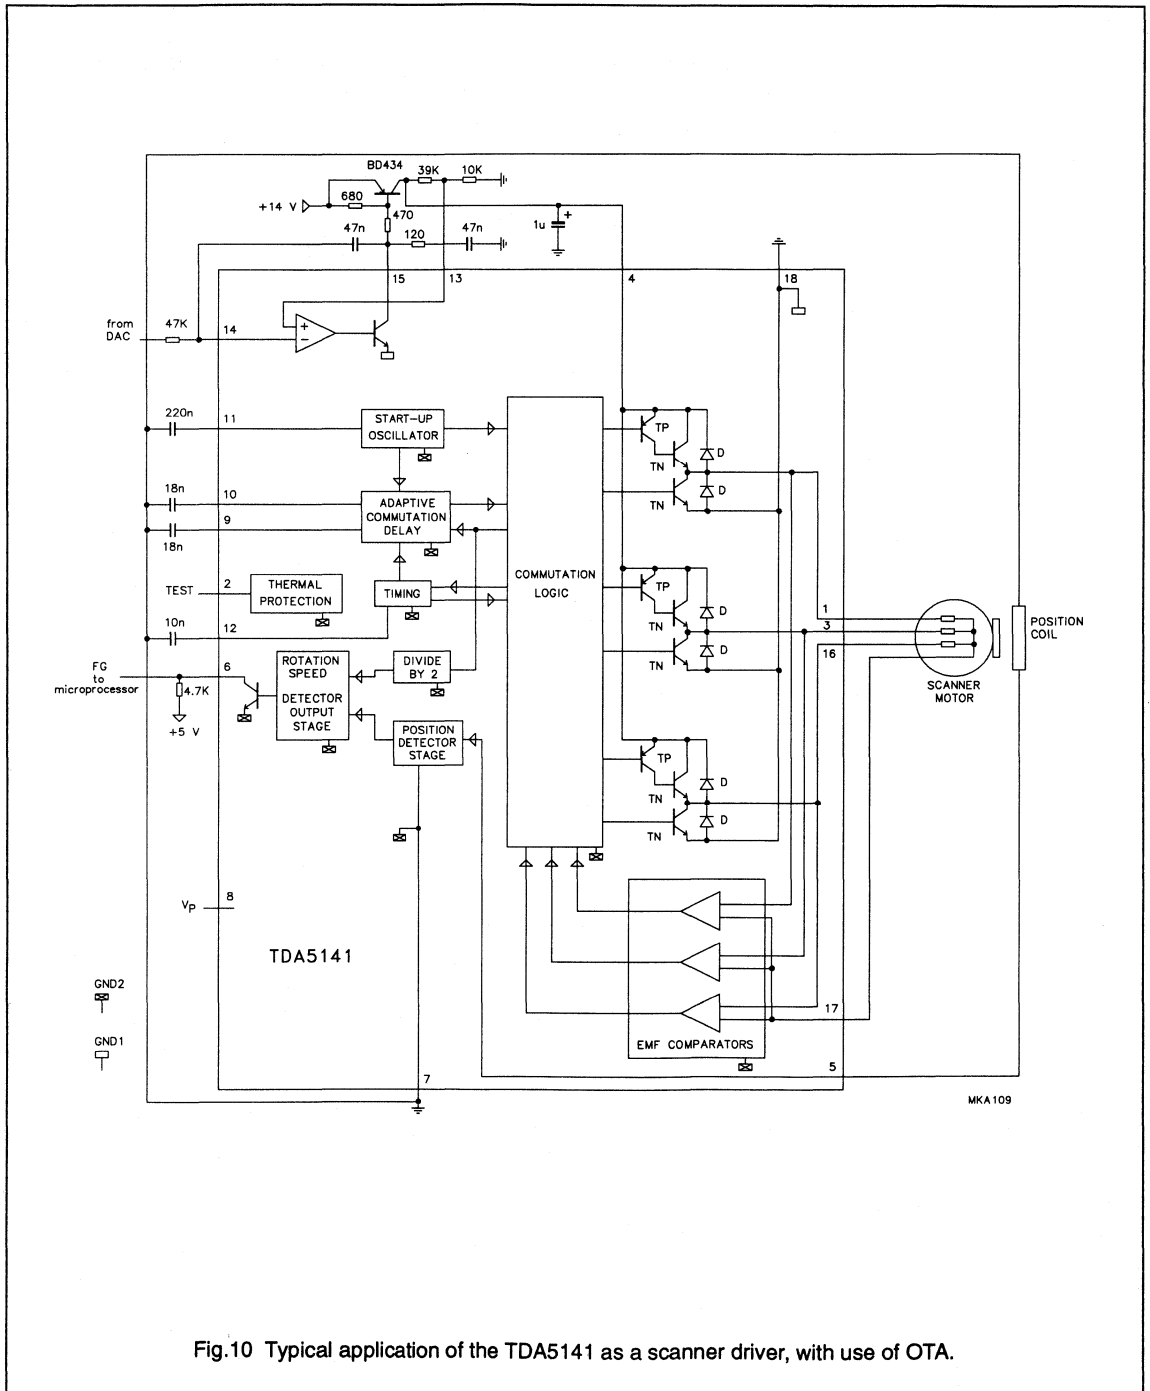 BD434
39K
10K
+14 V
680
470
47n
120
47n
1u
+
15
13
4
18
from
DAC
47K
14
+
−
220n
11
START-UP
OSCILLATOR
TP
TN
D
TN
D
18n
10
9
18n
ADAPTIVE
COMMUTATION
DELAY
COMMUTATION
LOGIC
TEST
2
THERMAL
PROTECTION
TIMING
TP
TN
D
TN
D
10n
12
1
3
16
POSITION
COIL
SCANNER
MOTOR
FG
to
microprocessor
6
4.7K
+5 V
ROTATION
SPEED
DETECTOR
OUTPUT
STAGE
DIVIDE
BY 2
POSITION
DETECTOR
STAGE
TP
TN
D
TN
D
VP
8
TDA5141
GND2
GND1
17
EMF COMPARATORS
5
7
MKA109
Fig.10 Typical application of the TDA5141 as a scanner driver, with use of OTA.